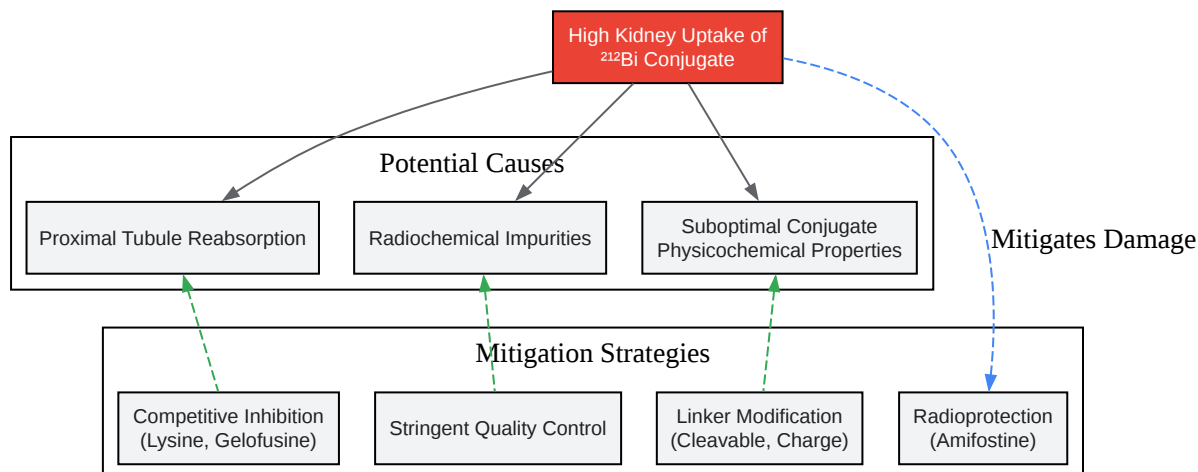 High Kidney Uptake of
²¹²Bi Conjugate
Potential Causes
Proximal Tubule Reabsorption
Radiochemical Impurities
Suboptimal Conjugate
Physicochemical Properties
Mitigates Damage
Mitigation Strategies
Competitive Inhibition
(Lysine, Gelofusine)
Stringent Quality Control
Linker Modification
(Cleavable, Charge)
Radioprotection
(Amifostine)